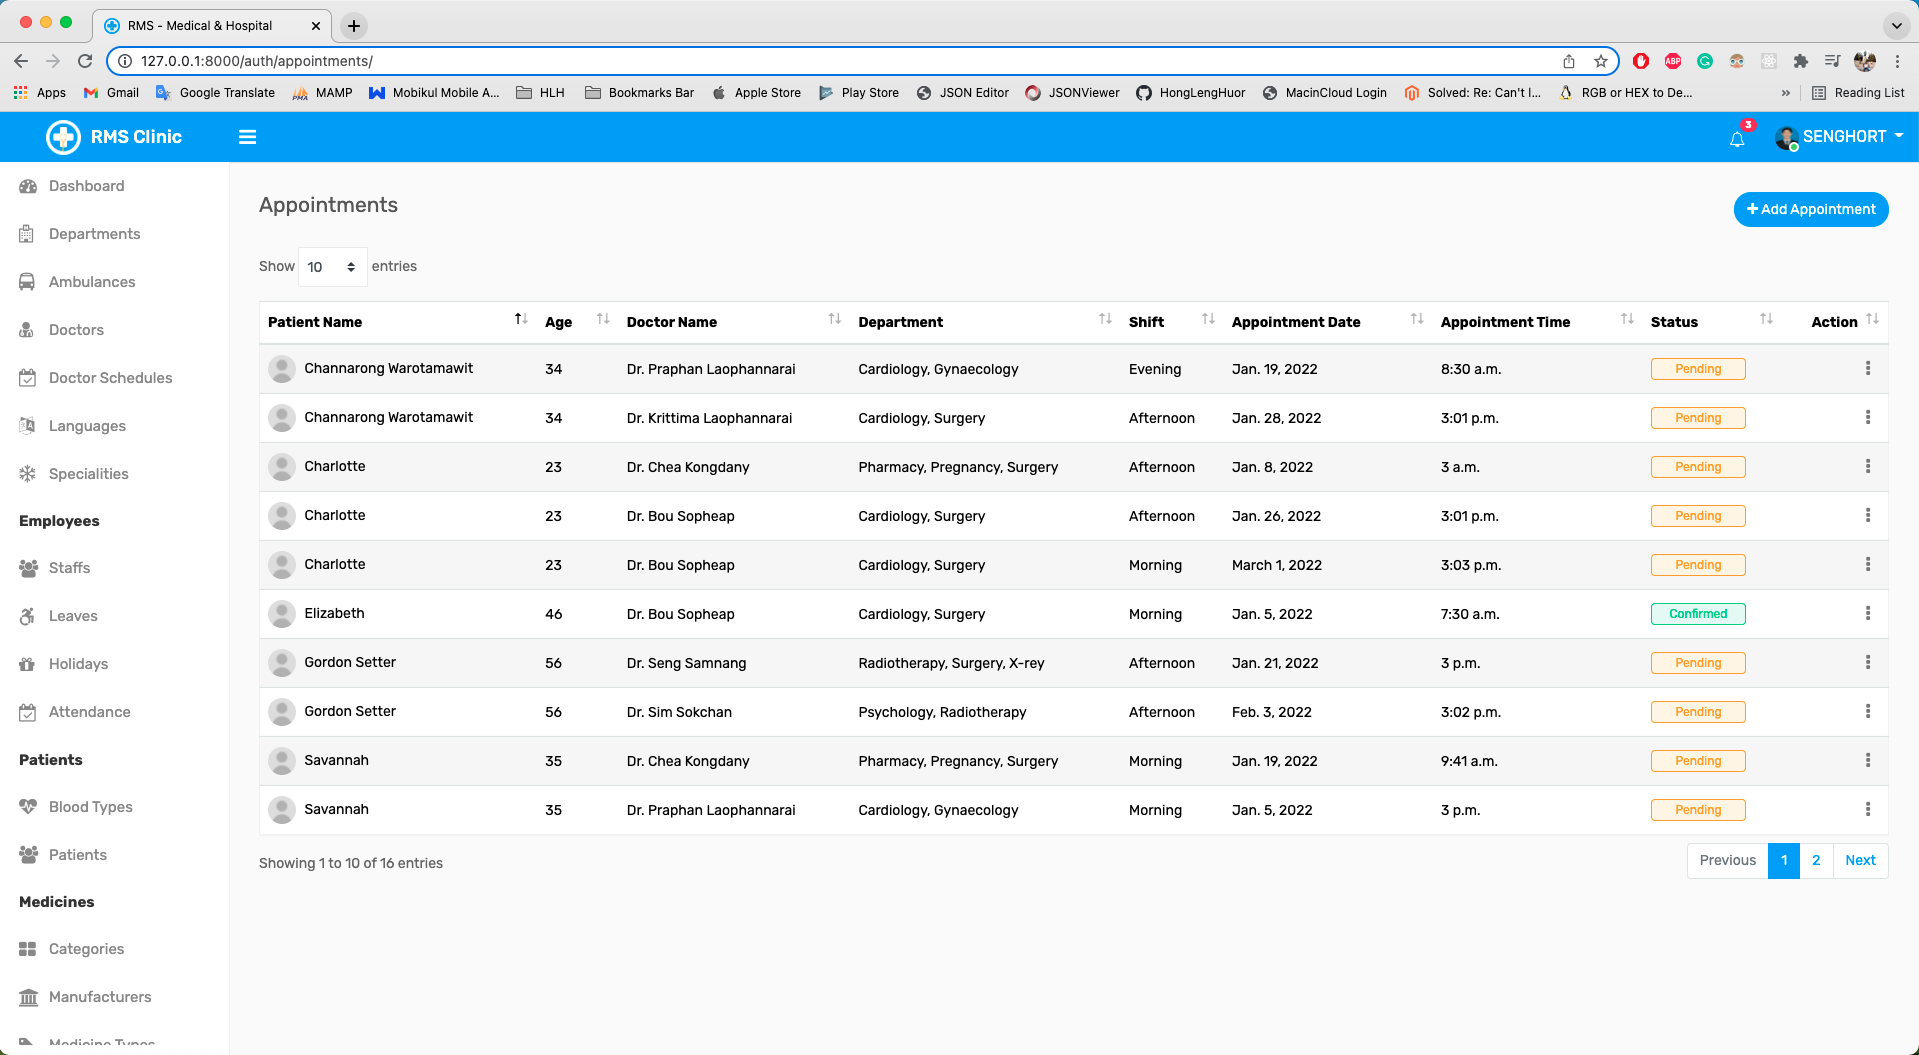 RMS - Medical & Hospital
127.0.0.1:8000/auth/appointments/
ABP
Apps Gmail Google Translate MAMP Mobikul Mobile A... HLH Bookmarks Bar Apple Store Play Store JSON Editor JSONViewer HongLengHuor MacinCloud Login Solved: Re: Can't I... RGB or HEX to De... » Reading List
RMS Clinic
3
SENGHORT
Dashboard
Departments
Ambulances
Doctors
Doctor Schedules
Languages
Specialities
Employees
Staffs
Leaves
Holidays
Attendance
Patients
Blood Types
Patients
Medicines
Categories
Manufacturers
Medicine Types
Appointments
+ Add Appointment
Show 10 entries
Patient Name Age Doctor Name Department Shift Appointment Date Appointment Time Status Action
Channarong Warotamawit 34 Dr. Praphan Laophannarai Cardiology, Gynaecology Evening Jan. 19, 2022 8:30 a.m. Pending
Channarong Warotamawit 34 Dr. Krittima Laophannarai Cardiology, Surgery Afternoon Jan. 28, 2022 3:01 p.m. Pending
Charlotte 23 Dr. Chea Kongdany Pharmacy, Pregnancy, Surgery Afternoon Jan. 8, 2022 3 a.m. Pending
Charlotte 23 Dr. Bou Sopheap Cardiology, Surgery Afternoon Jan. 26, 2022 3:01 p.m. Pending
Charlotte 23 Dr. Bou Sopheap Cardiology, Surgery Morning March 1, 2022 3:03 p.m. Pending
Elizabeth 46 Dr. Bou Sopheap Cardiology, Surgery Morning Jan. 5, 2022 7:30 a.m. Confirmed
Gordon Setter 56 Dr. Seng Samnang Radiotherapy, Surgery, X-rey Afternoon Jan. 21, 2022 3 p.m. Pending
Gordon Setter 56 Dr. Sim Sokchan Psychology, Radiotherapy Afternoon Feb. 3, 2022 3:02 p.m. Pending
Savannah 35 Dr. Chea Kongdany Pharmacy, Pregnancy, Surgery Morning Jan. 19, 2022 9:41 a.m. Pending
Savannah 35 Dr. Praphan Laophannarai Cardiology, Gynaecology Morning Jan. 5, 2022 3 p.m. Pending
Showing 1 to 10 of 16 entries
Previous 1 2 Next